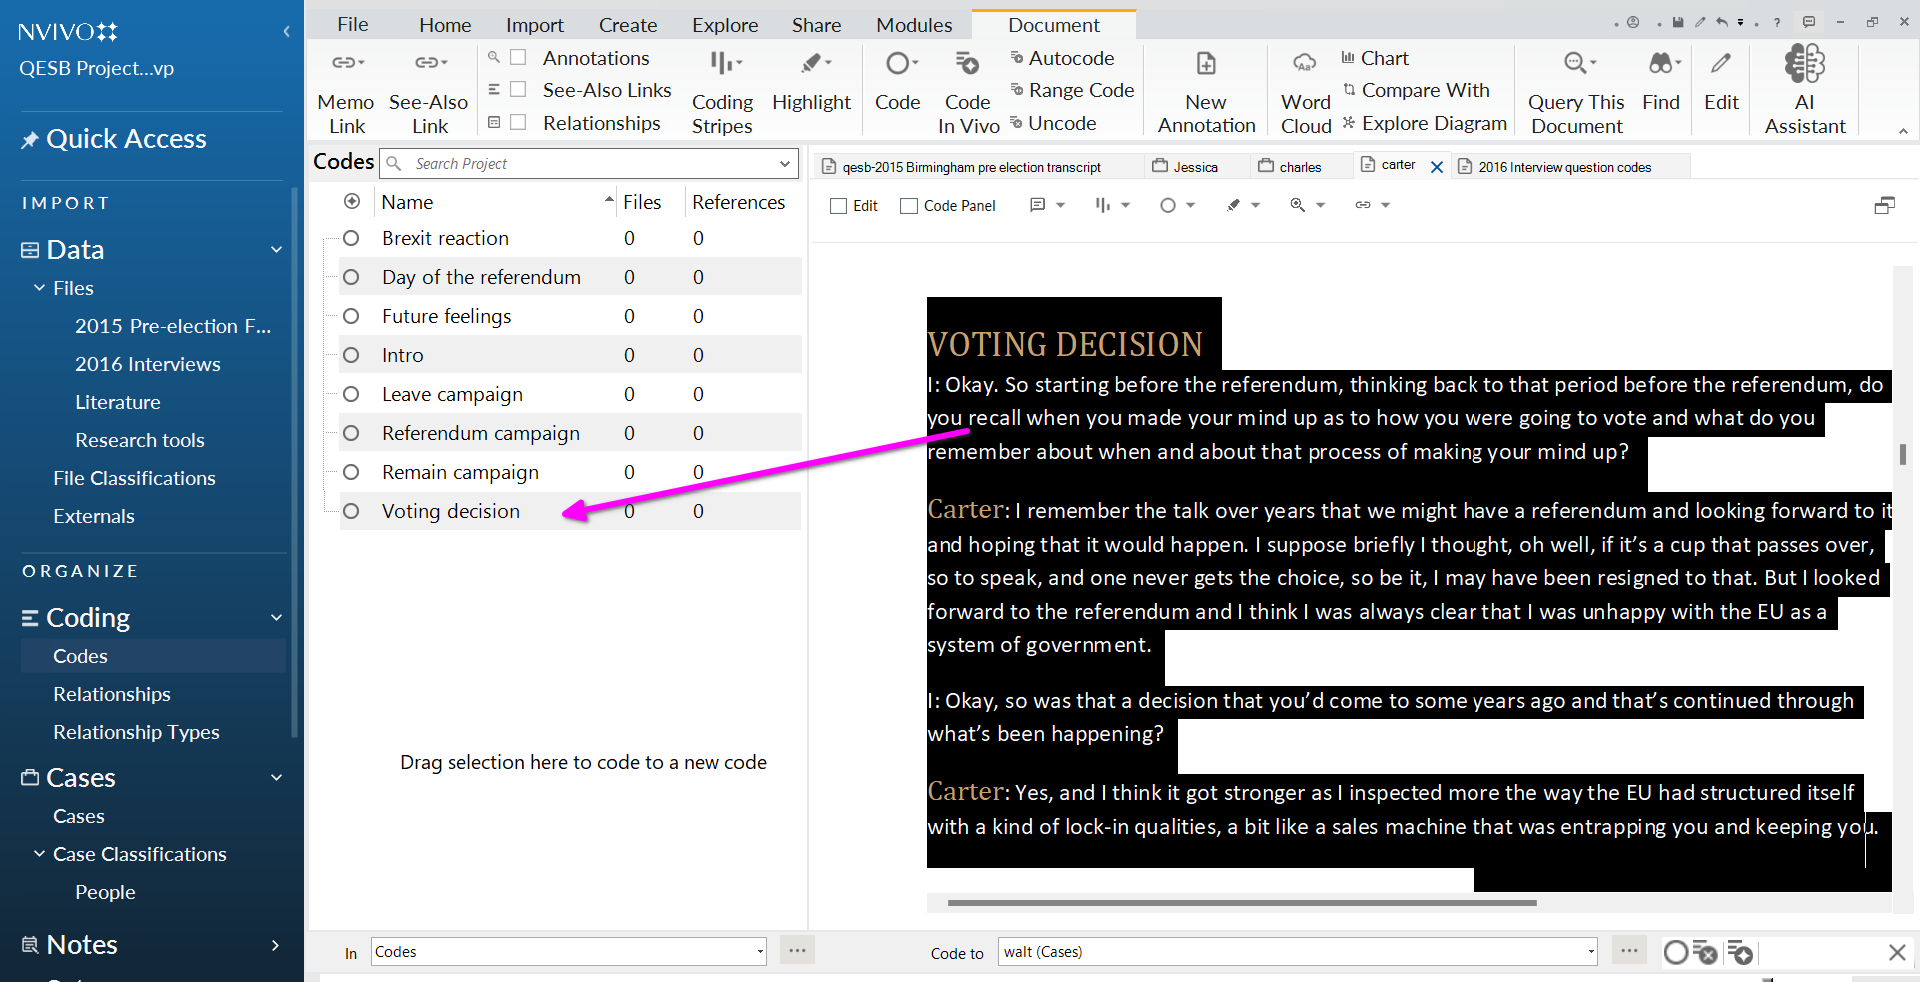 NVIVO
QESB Project...vp
Quick Access
IMPORT
Data
Files
2015 Pre-election F...
2016 Interviews
Literature
Research tools
File Classifications
Externals
ORGANIZE
Coding
Codes
Relationships
Relationship Types
Cases
Cases
Case Classifications
People
Notes
File Home Import Create Explore Share Modules Document
Memo Link
See-Also Link
Annotations
See-Also Links
Relationships
Coding Stripes
Highlight
Code
Code In Vivo
Autocode
Range Code
Uncode
New Annotation
Word Cloud
Chart
Compare With
Explore Diagram
Query This Document
Find
Edit
AI Assistant
Codes Search Project
Name Files References
Brexit reaction 0 0
Day of the referendum 0 0
Future feelings 0 0
Intro 0 0
Leave campaign 0 0
Referendum campaign 0 0
Remain campaign 0 0
Voting decision 0 0
Drag selection here to code to a new code
In Codes ...
qesb-2015 Birmingham pre election transcript Jessica charles carter 2016 Interview question codes
Edit Code Panel
VOTING DECISION
I: Okay. So starting before the referendum, thinking back to that period before the referendum, do
you recall when you made your mind up as to how you were going to vote and what do you
remember about when and about that process of making your mind up?
Carter: I remember the talk over years that we might have a referendum and looking forward to it
and hoping that it would happen. I suppose briefly I thought, oh well, if it's a cup that passes over,
so to speak, and one never gets the choice, so be it, I may have been resigned to that. But I looked
forward to the referendum and I think I was always clear that I was unhappy with the EU as a
system of government.
I: Okay, so was that a decision that you'd come to some years ago and that's continued through
what's been happening?
Carter: Yes, and I think it got stronger as I inspected more the way the EU had structured itself
with a kind of lock-in qualities, a bit like a sales machine that was entrapping you and keeping you.
Code to walt (Cases) ...